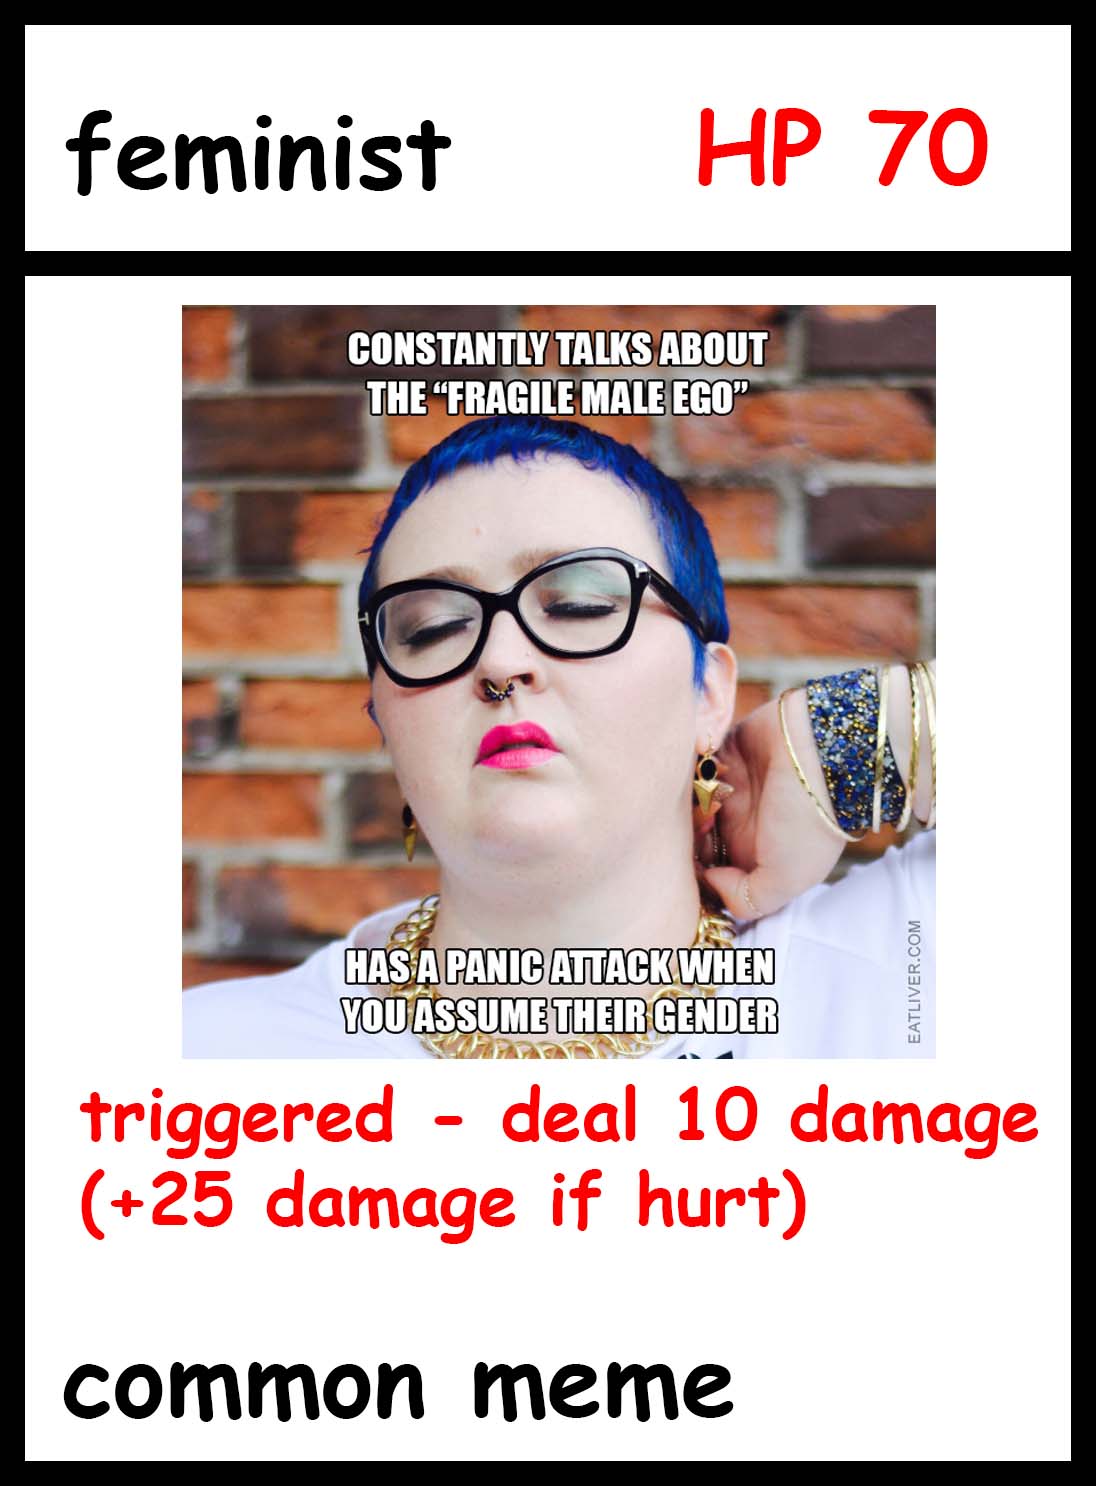 feminist
HP 70
CONSTANTLY TALKS ABOUT
THE “FRAGILE MALE EGO”
HAS A PANIC ATTACK WHEN
YOU ASSUME THEIR GENDER
EATLIVER.COM
triggered - deal 10 damage
(+25 damage if hurt)
common meme